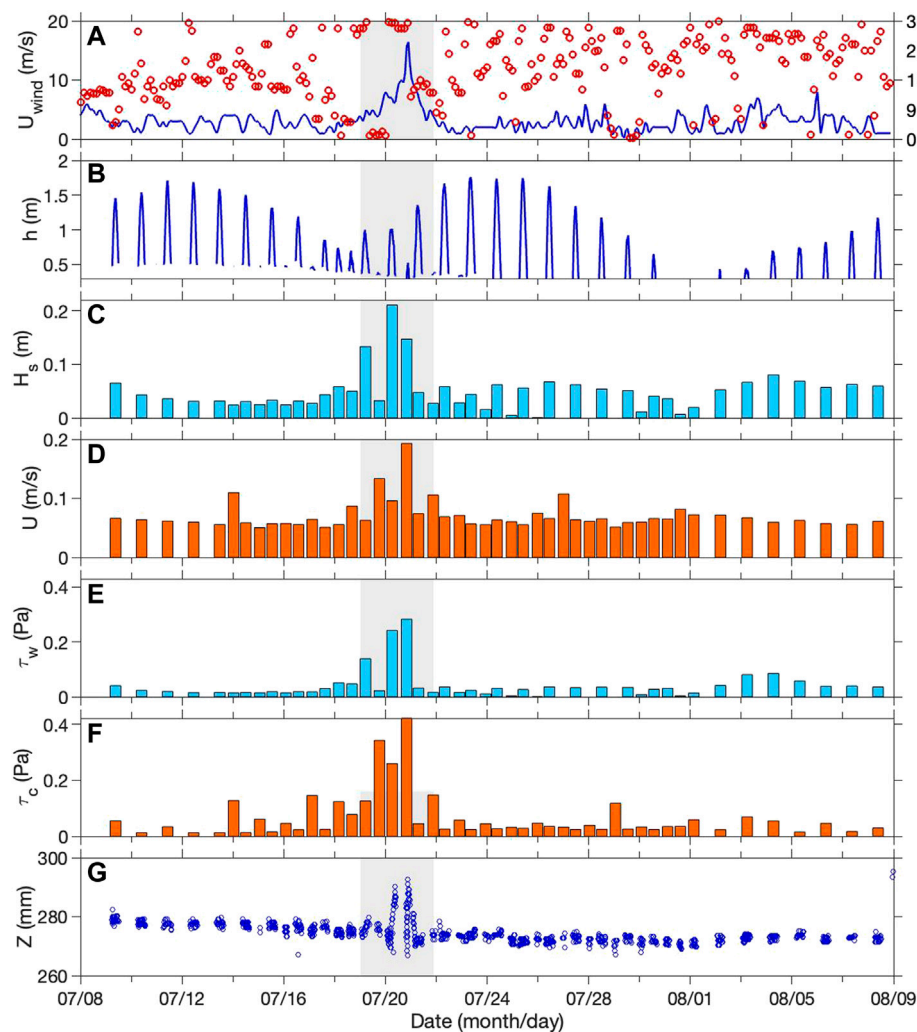 A
U_wind (m/s)
20
10
0
3
2
1
9
0
B
h (m)
2
1.5
1
0.5
C
H_s (m)
0.2
0.1
0
D
U (m/s)
0.2
0.1
0
E
τ_w (Pa)
0.4
0.2
0
F
τ_c (Pa)
0.4
0.2
0
G
Z (mm)
300
280
260
07/08 07/12 07/16 07/20 07/24 07/28 08/01 08/05 08/09
Date (month/day)